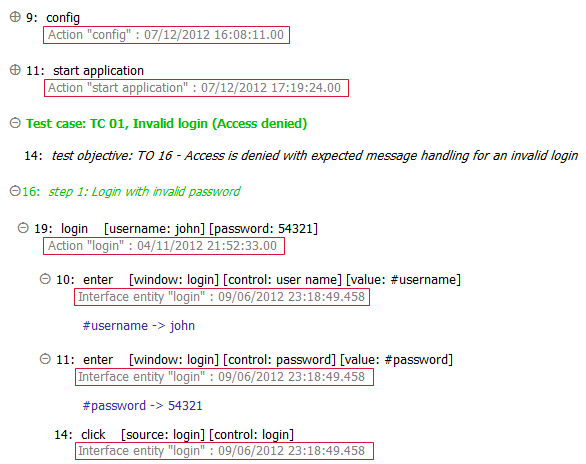 9: config
Action "config" : 07/12/2012 16:08:11.00
11: start application
Action "start application" : 07/12/2012 17:19:24.00
Test case: TC 01, Invalid login (Access denied)
14: test objective: TO 16 - Access is denied with expected message handling for an invalid login
16: step 1: Login with invalid password
19: login [username: john] [password: 54321]
Action "login" : 04/11/2012 21:52:33.00
10: enter [window: login] [control: user name] [value: #username]
Interface entity "login" : 09/06/2012 23:18:49.458
#username -> john
11: enter [window: login] [control: password] [value: #password]
Interface entity "login" : 09/06/2012 23:18:49.458
#password -> 54321
14: click [source: login] [control: login]
Interface entity "login" : 09/06/2012 23:18:49.458